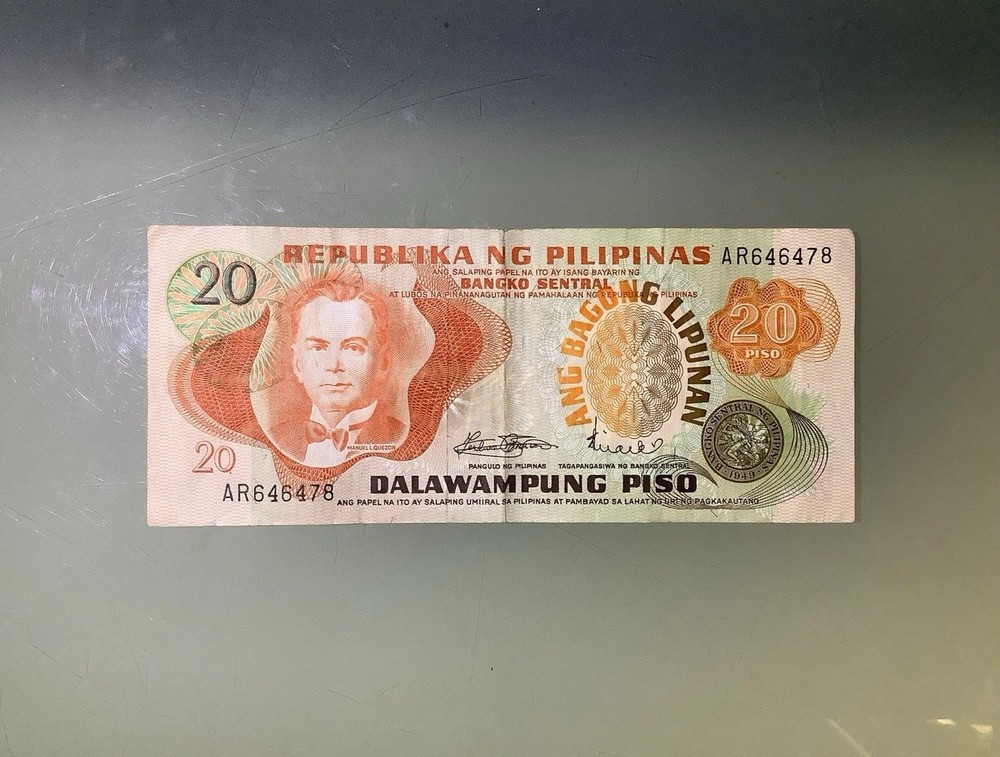 20
REPUBLIKA NG PILIPINAS
AR646478
ANG SALAPING PAPEL NA ITO AY ISANG BAYARIN NG
BANGKO SENTRAL
AT LUBOS NA PINANANAGUTAN NG PAMAHALAAN NG REPUBLIKA NG PILIPINAS
ANG BAGONG LIPUNAN
20
PISO
BANGKO SENTRAL NG PILIPINAS
1949
MANUEL L. QUEZON
20
PANGULO NG PILIPINAS
TAGAPANGASIWA NG BANGKO SENTRAL
AR646478
DALAWAMPUNG PISO
ANG PAPEL NA ITO AY SALAPING UMIIRAL SA PILIPINAS AT PAMBAYAD SA LAHAT NG URI NG PAGKAKAUTANG